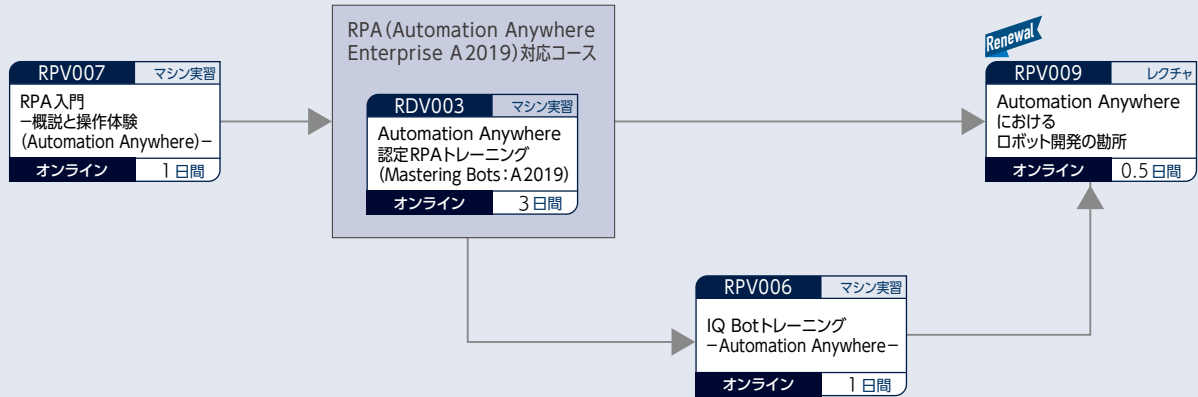 RPA(Automation Anywhere
Enterprise A2019)対応コース
Renewal
RPV007 マシン実習
RPA入門
−概説と操作体験
(Automation Anywhere)−
オンライン 1日間
RDV003 マシン実習
Automation Anywhere
認定RPAトレーニング
(Mastering Bots:A2019)
オンライン 3日間
RPV009 レクチャ
Automation Anywhere
における
ロボット開発の勘所
オンライン 0.5日間
RPV006 マシン実習
IQ Botトレーニング
−Automation Anywhere−
オンライン 1日間